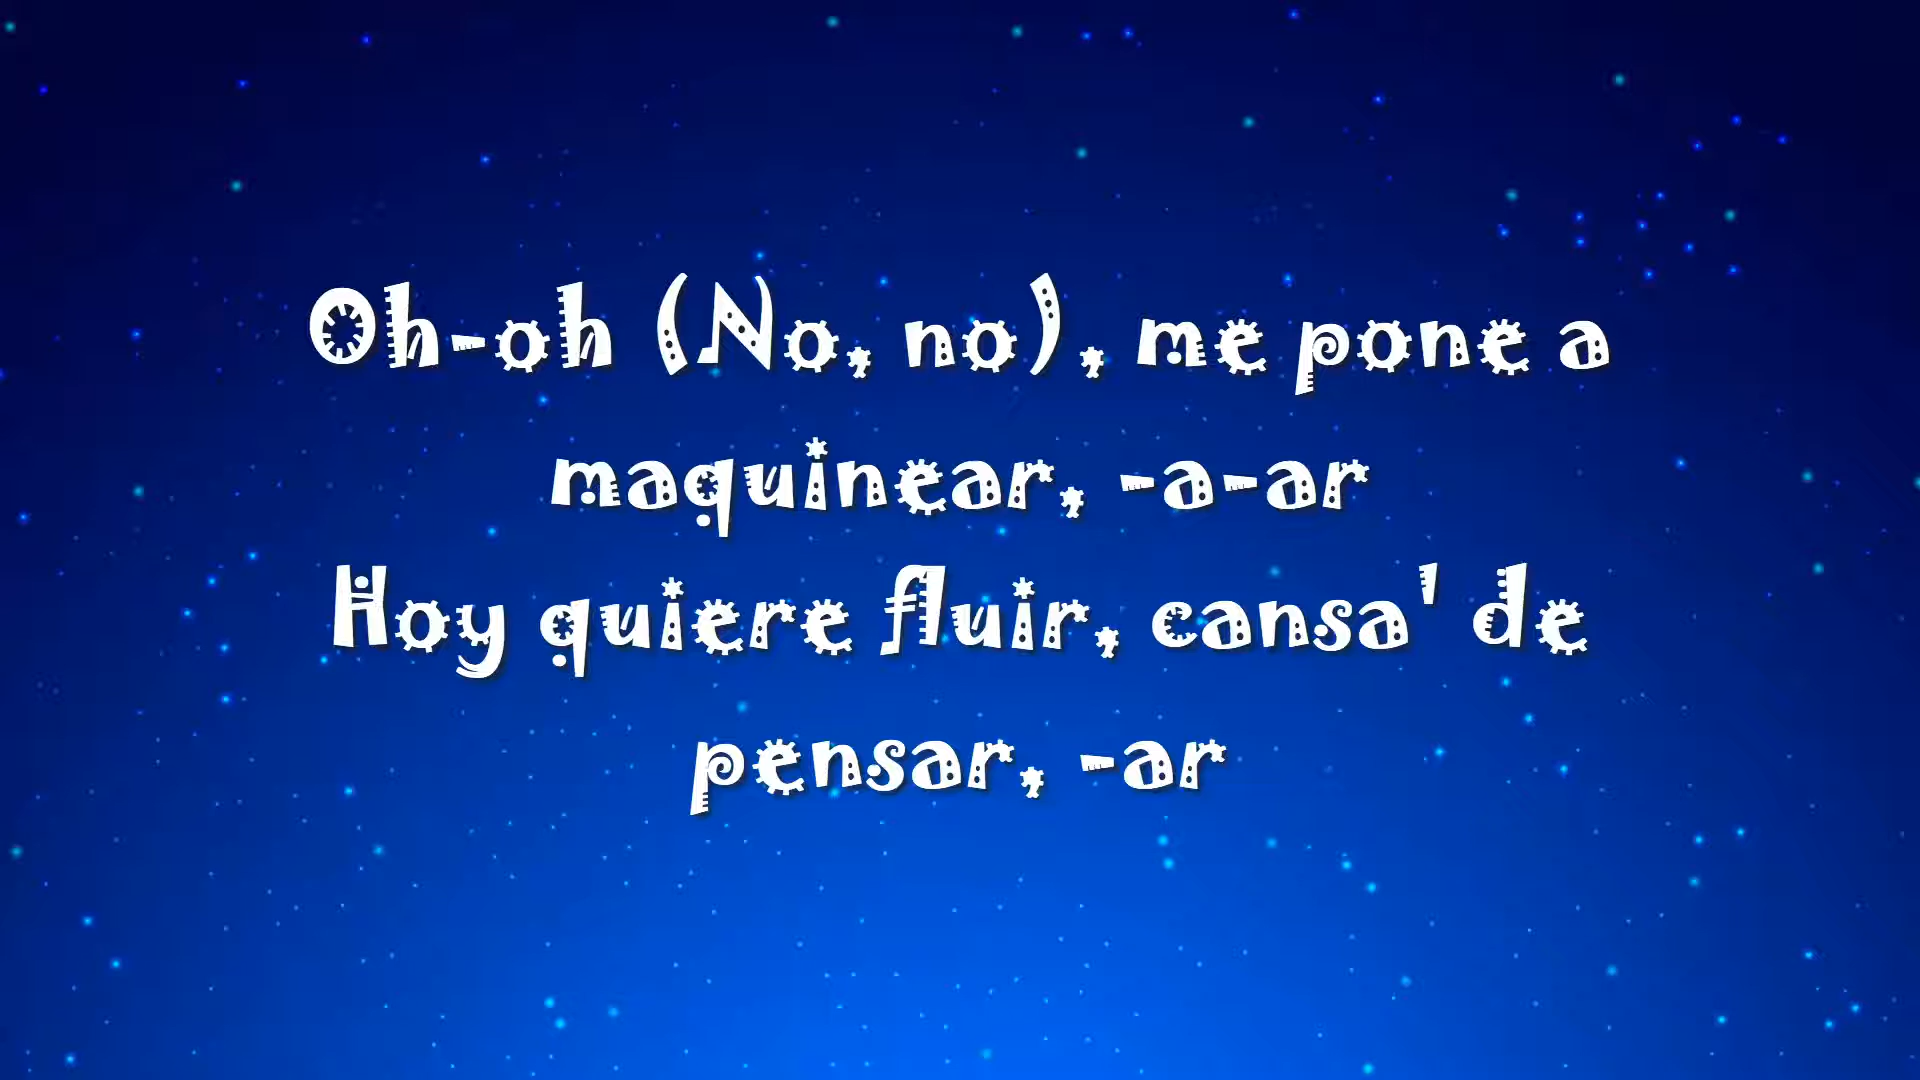 Oh-oh (No, no), me pone a
maquinear, -a-ar
Hoy quiere fluir, cansa' de
pensar, -ar